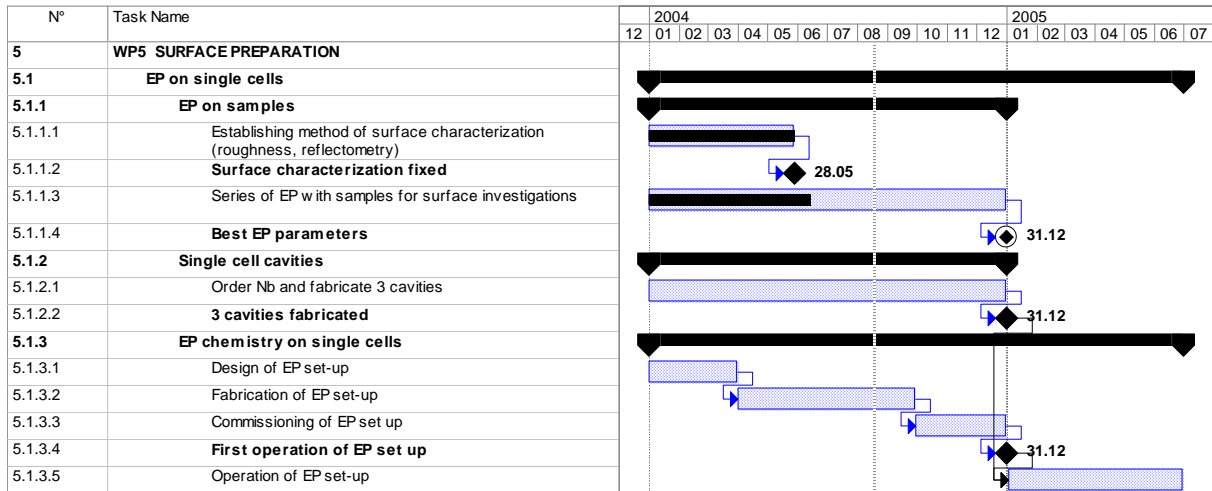 N° Task Name 2004 2005
12 01 02 03 04 05 06 07 08 09 10 11 12 01 02 03 04 05 06 07
5 WP5 SURFACE PREPARATION
5.1 EP on single cells
5.1.1 EP on samples
5.1.1.1 Establishing method of surface characterization
(roughness, reflectometry)
5.1.1.2 Surface characterization fixed 28.05
5.1.1.3 Series of EP with samples for surface investigations
5.1.1.4 Best EP parameters 31.12
5.1.2 Single cell cavities
5.1.2.1 Order Nb and fabricate 3 cavities
5.1.2.2 3 cavities fabricated 31.12
5.1.3 EP chemistry on single cells
5.1.3.1 Design of EP set-up
5.1.3.2 Fabrication of EP set-up
5.1.3.3 Commissioning of EP set up
5.1.3.4 First operation of EP set up 31.12
5.1.3.5 Operation of EP set-up